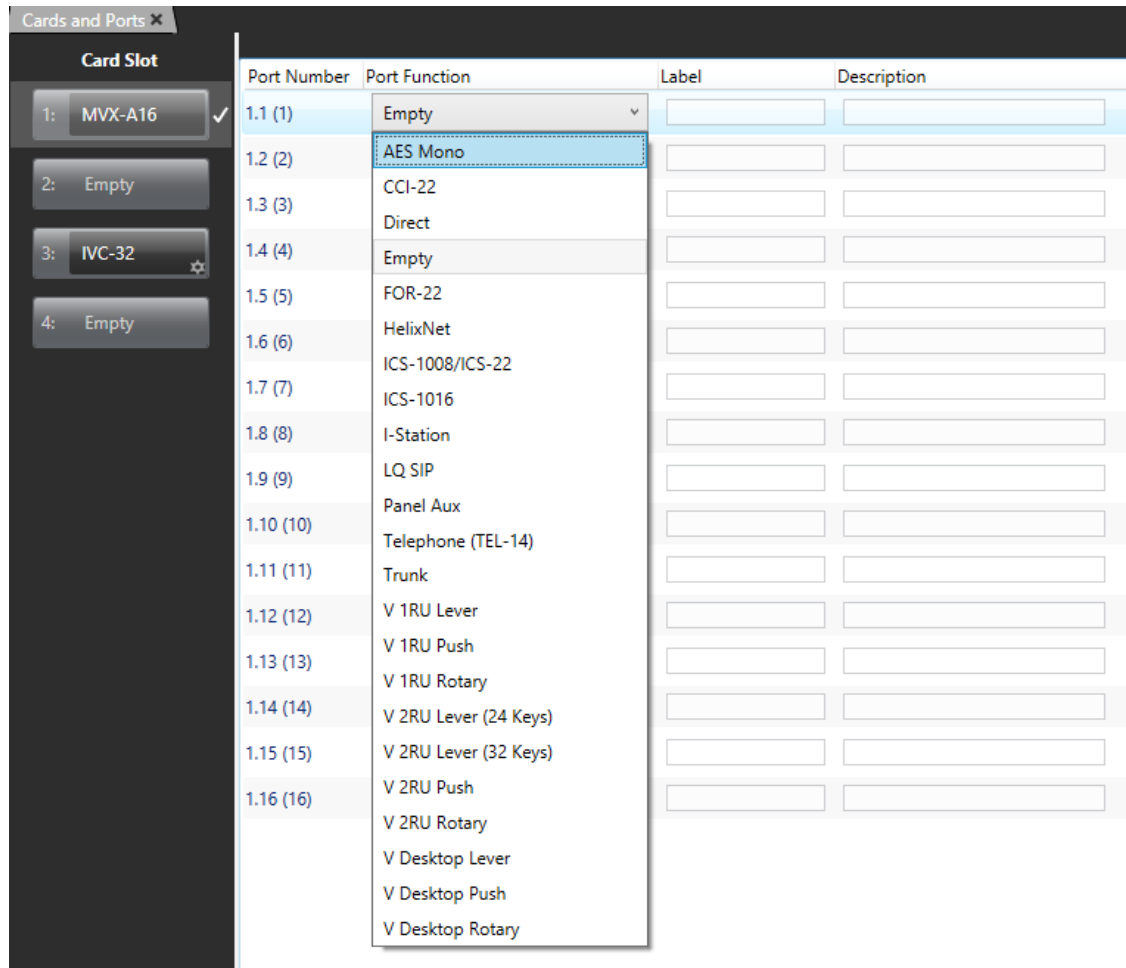 Cards and Ports ×
Card Slot
1: MVX-A16
2: Empty
3: IVC-32
4: Empty
Port Number Port Function Label Description
1.1 (1) Empty
AES Mono
1.2 (2)
CCI-22
1.3 (3)
Direct
1.4 (4)
Empty
1.5 (5)
FOR-22
HelixNet
1.6 (6)
ICS-1008/ICS-22
1.7 (7)
ICS-1016
1.8 (8)
I-Station
1.9 (9)
LQ SIP
Panel Aux
1.10 (10)
Telephone (TEL-14)
1.11 (11)
Trunk
1.12 (12)
V 1RU Lever
V 1RU Push
1.13 (13)
V 1RU Rotary
1.14 (14)
V 2RU Lever (24 Keys)
1.15 (15)
V 2RU Lever (32 Keys)
V 2RU Push
1.16 (16)
V 2RU Rotary
V Desktop Lever
V Desktop Push
V Desktop Rotary